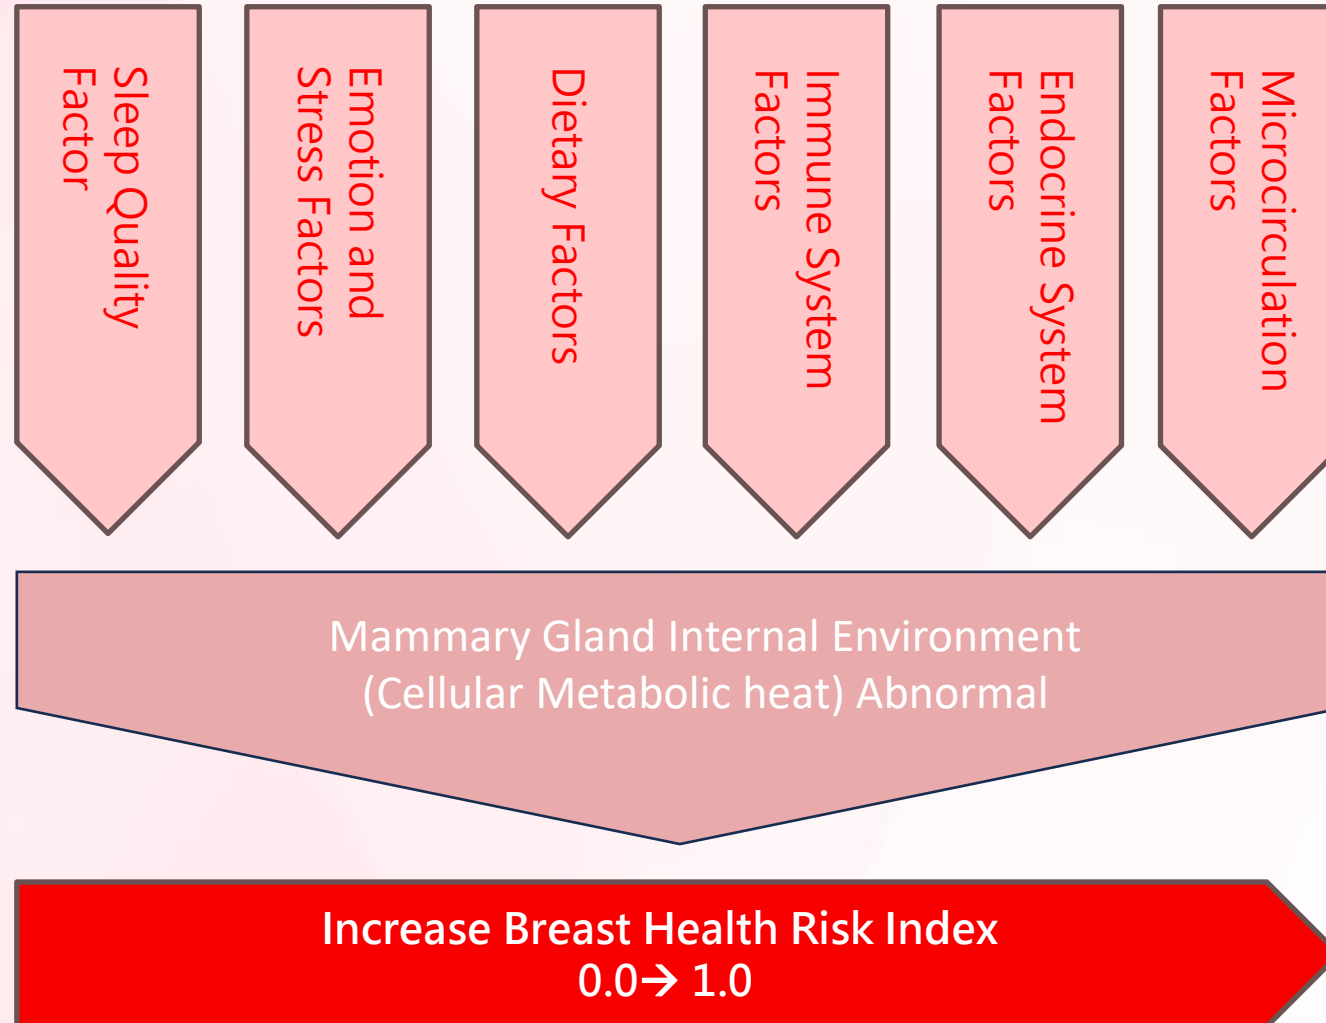 Sleep Quality
Factor
Emotion and
Stress Factors
Dietary Factors
Immune System
Factors
Endocrine System
Factors
Microcirculation
Factors
Mammary Gland Internal Environment
(Cellular Metabolic heat) Abnormal
Increase Breast Health Risk Index
0.0→ 1.0